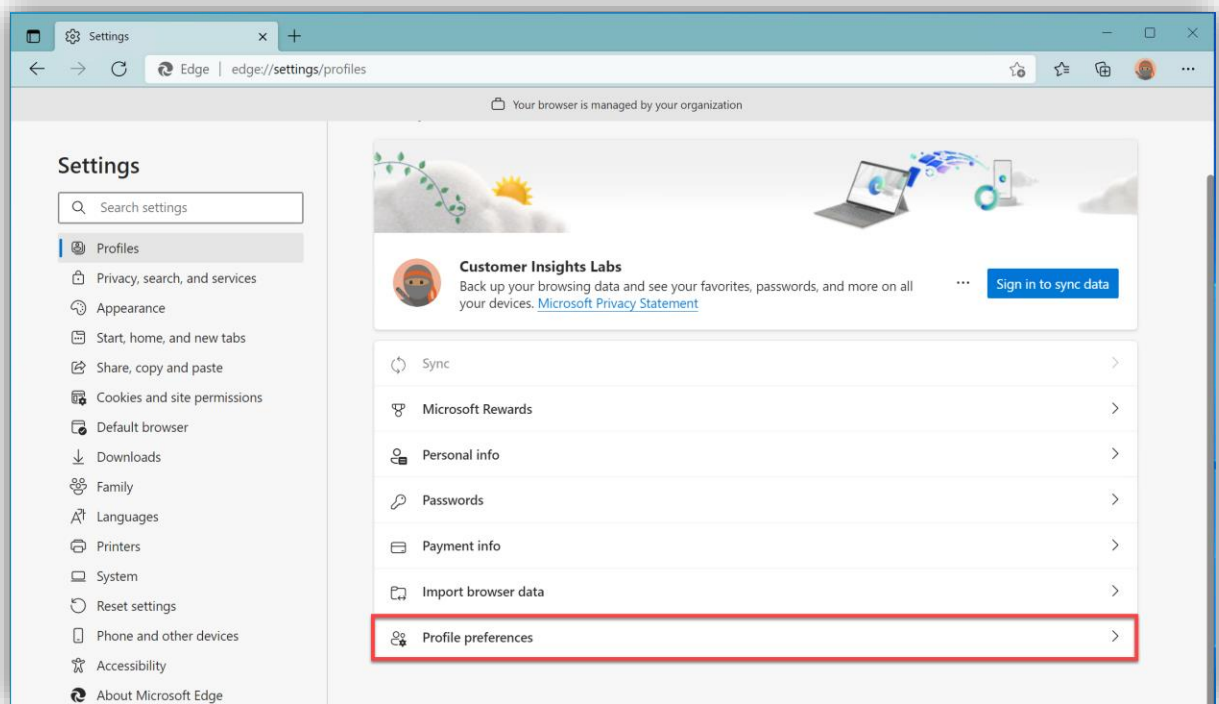 Settings
Edge | edge://settings/profiles
Your browser is managed by your organization
Settings
Search settings
Profiles
Privacy, search, and services
Appearance
Start, home, and new tabs
Share, copy and paste
Cookies and site permissions
Default browser
Downloads
Family
Languages
Printers
System
Reset settings
Phone and other devices
Accessibility
About Microsoft Edge
Customer Insights Labs
Back up your browsing data and see your favorites, passwords, and more on all
your devices. Microsoft Privacy Statement
Sign in to sync data
Sync
Microsoft Rewards
Personal info
Passwords
Payment info
Import browser data
Profile preferences